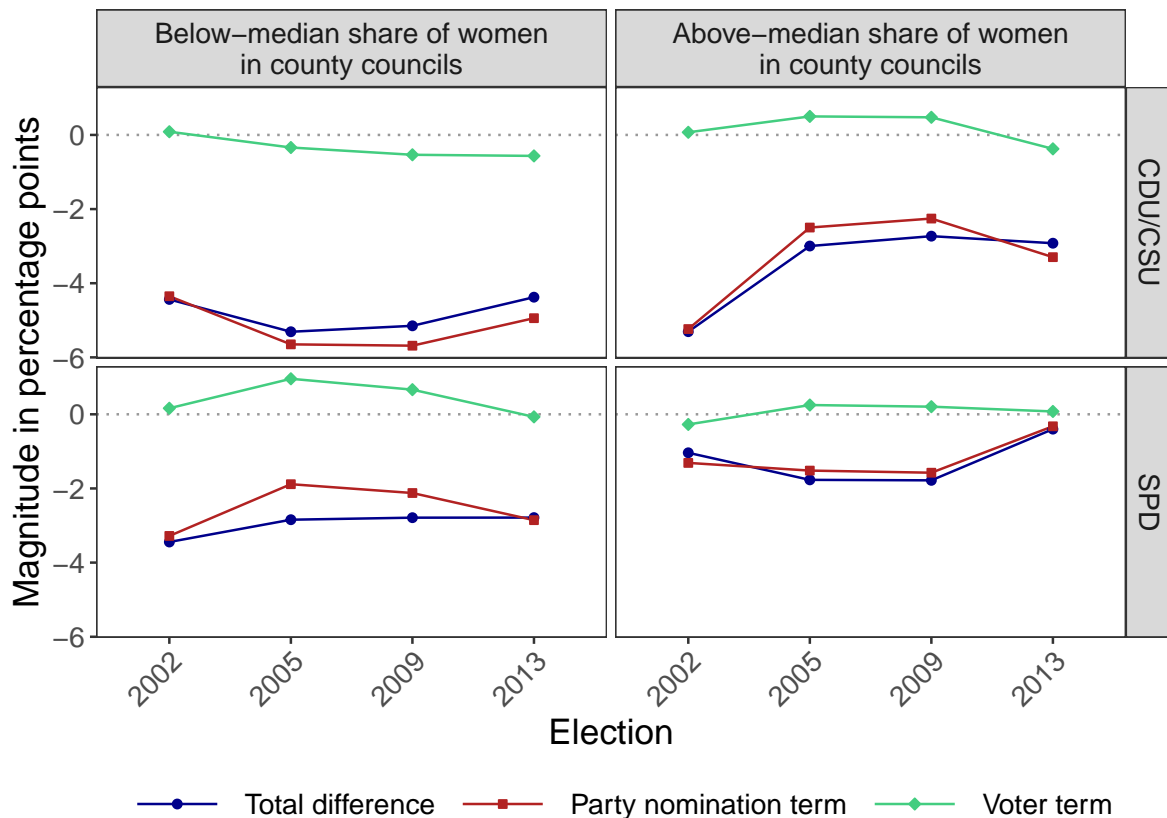 Below−median share of women
in county councils
Above−median share of women
in county councils
Magnitude in percentage points
0
−2
−4
−6
CDU/CSU
0
−2
−4
−6
SPD
2002
2005
2009
2013
2002
2005
2009
2013
Election
Total difference
Party nomination term
Voter term